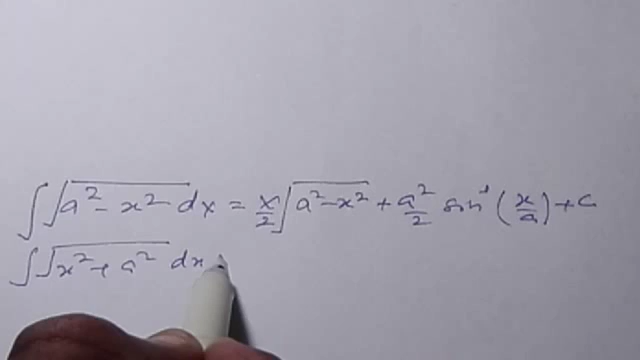 ∫√(a² - x²) dx = x/2 √(a² - x²) + a²/2 sin⁻¹(x/a) + c
∫√(x² + a²) dx